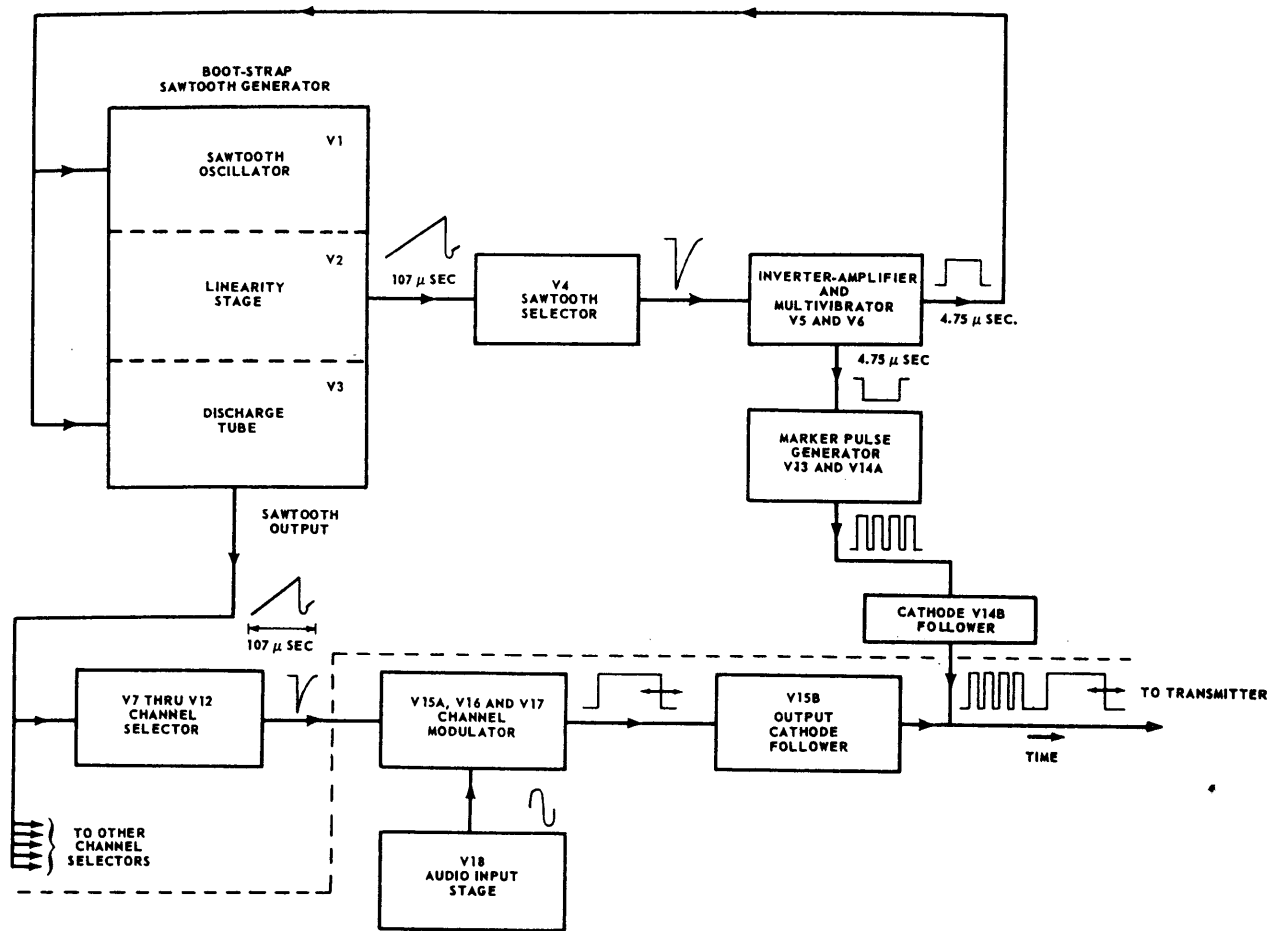 BOOT-STRAP
SAWTOOTH GENERATOR
V1
SAWTOOTH
OSCILLATOR
V2
LINEARITY
STAGE
V3
DISCHARGE
TUBE
107 μ SEC
V4
SAWTOOTH
SELECTOR
INVERTER-AMPLIFIER
AND
MULTIVIBRATOR
V5 AND V6
4.75 μ SEC.
4.75 μ SEC
MARKER PULSE
GENERATOR
V13 AND V14A
SAWTOOTH
OUTPUT
107 μ SEC
CATHODE V14B
FOLLOWER
V7 THRU V12
CHANNEL
SELECTOR
V15A, V16 AND V17
CHANNEL
MODULATOR
V15B
OUTPUT
CATHODE
FOLLOWER
TO TRANSMITTER
TIME
TO OTHER
CHANNEL
SELECTORS
V18
AUDIO INPUT
STAGE